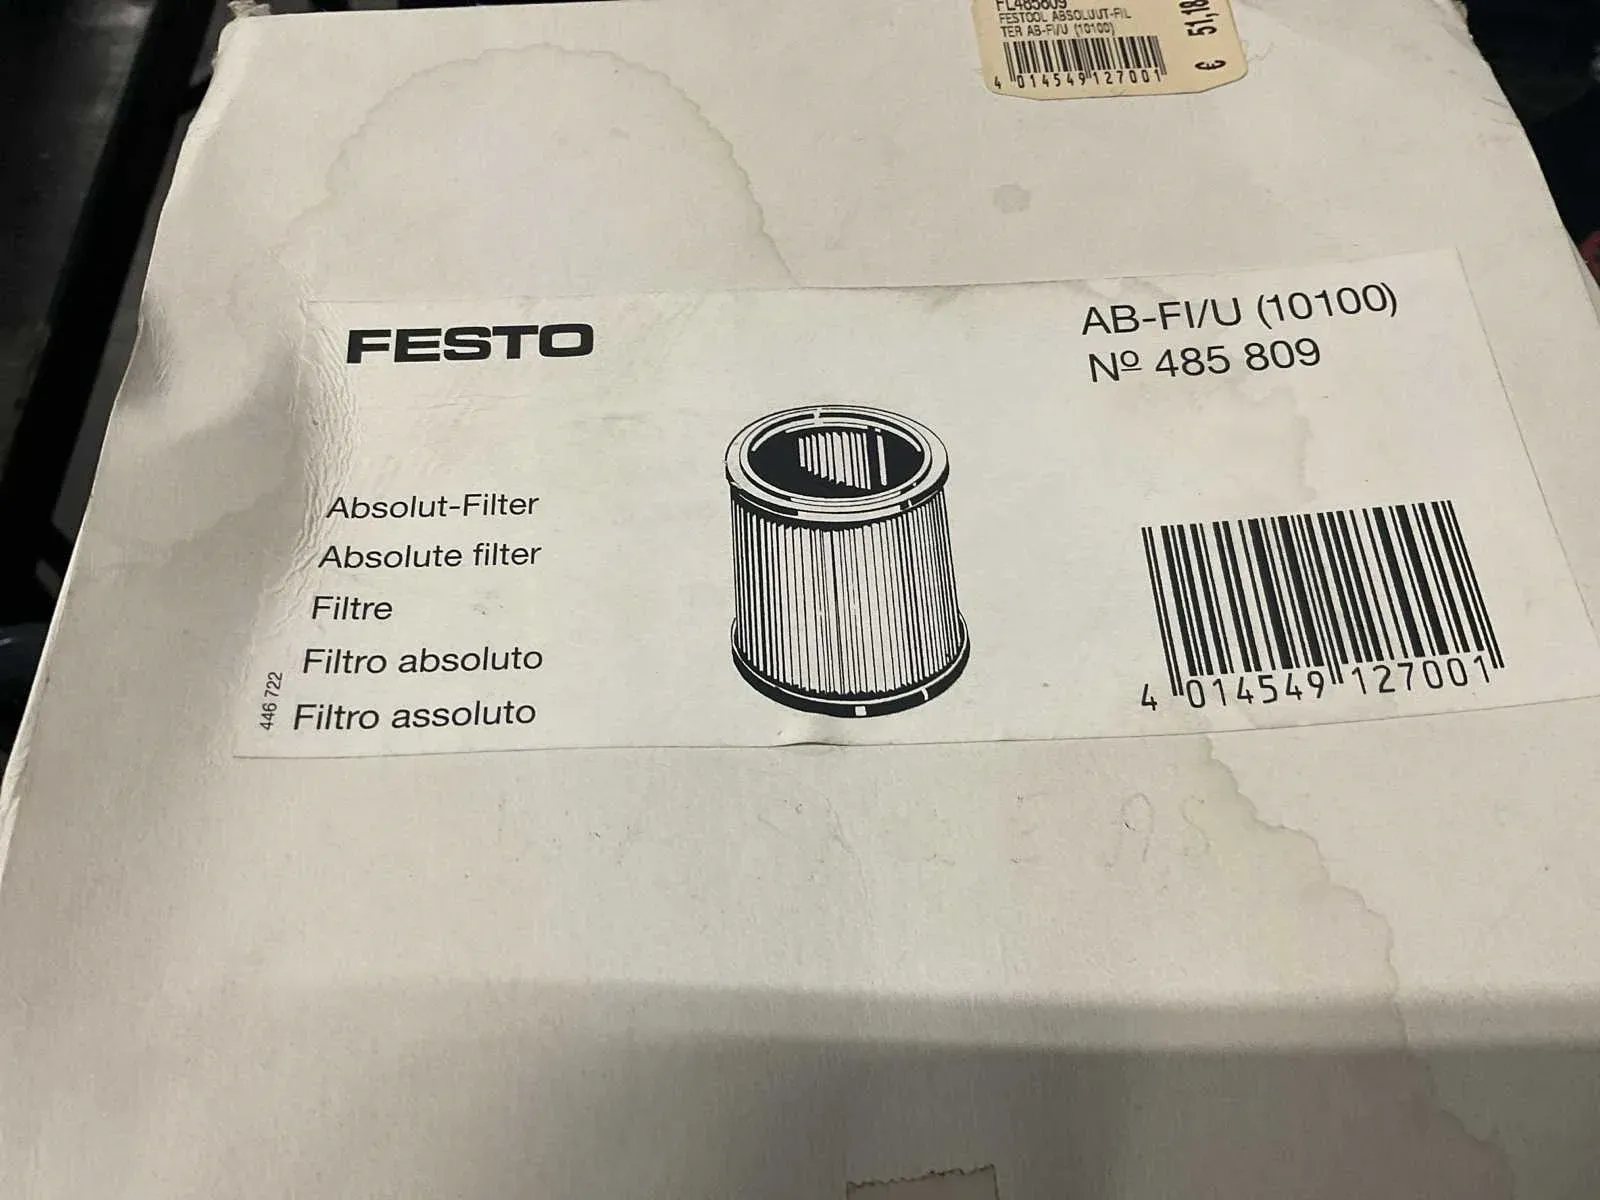 FL485809
FESTOOL ABSOLUUT-FIL
TER AB-FI/U (10100)
4 014549 127001
€ 51,18
FESTO
AB-FI/U (10100)
Nº 485 809
Absolut-Filter
Absolute filter
Filtre
Filtro absoluto
Filtro assoluto
446 722
4 014549 127001